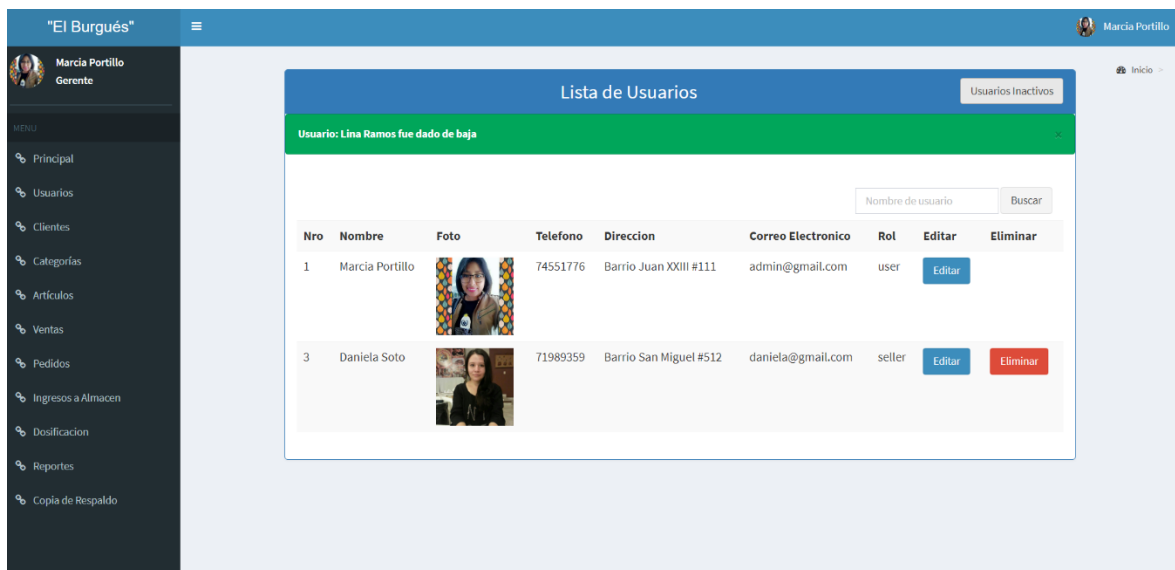 "El Burgués"
Marcia Portillo
Marcia Portillo
Gerente
Inicio >
MENU
Principal
Usuarios
Clientes
Categorías
Artículos
Ventas
Pedidos
Ingresos a Almacen
Dosificacion
Reportes
Copia de Respaldo
Lista de Usuarios
Usuarios Inactivos
Usuario: Lina Ramos fue dado de baja ×
Nombre de usuario Buscar
Nro Nombre Foto Telefono Direccion Correo Electronico Rol Editar Eliminar
1 Marcia Portillo 74551776 Barrio Juan XXIII #111 admin@gmail.com user Editar
3 Daniela Soto 71989359 Barrio San Miguel #512 daniela@gmail.com seller Editar Eliminar